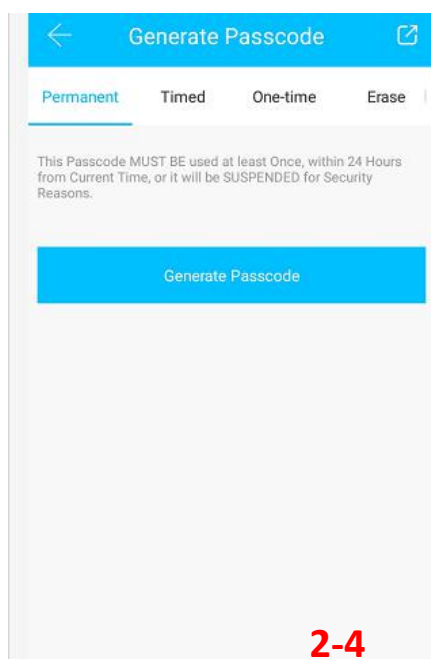 Generate Passcode
Permanent Timed One-time Erase
This Passcode MUST BE used at least Once, within 24 Hours
from Current Time, or it will be SUSPENDED for Security
Reasons.
Generate Passcode
2-4